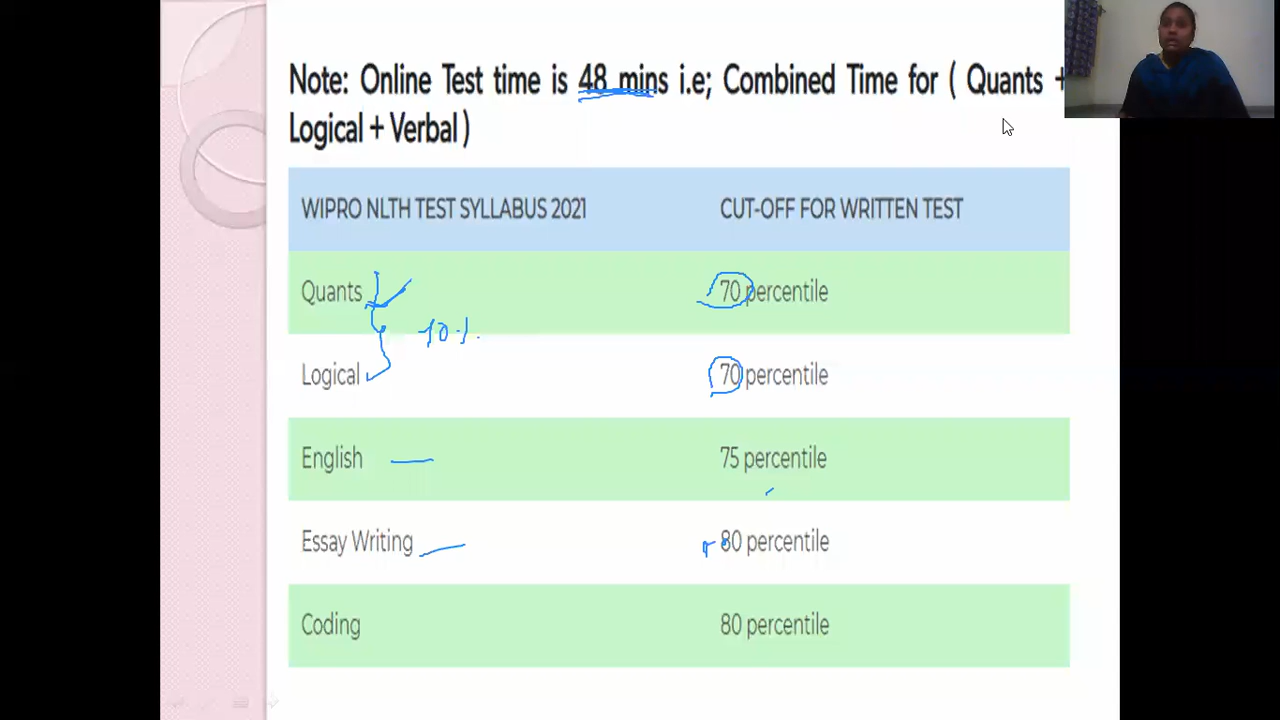 Note: Online Test time is 48 mins i.e; Combined Time for ( Quants +
Logical + Verbal )
WIPRO NLTH TEST SYLLABUS 2021 CUT-OFF FOR WRITTEN TEST
Quants 70 percentile
Logical 70 percentile
English 75 percentile
Essay Writing 80 percentile
Coding 80 percentile